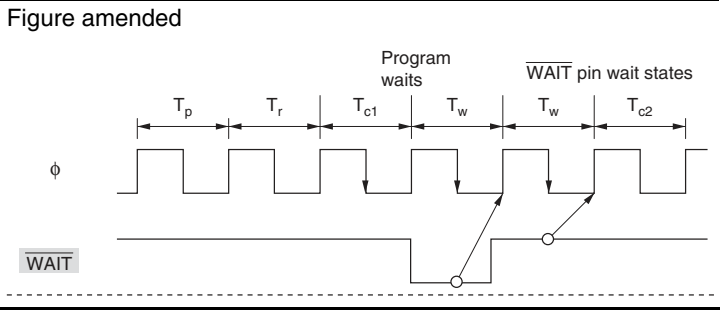 Figure amended
Program
waits
WAIT pin wait states
Tp Tr Tc1 Tw Tw Tc2
ϕ
WAIT